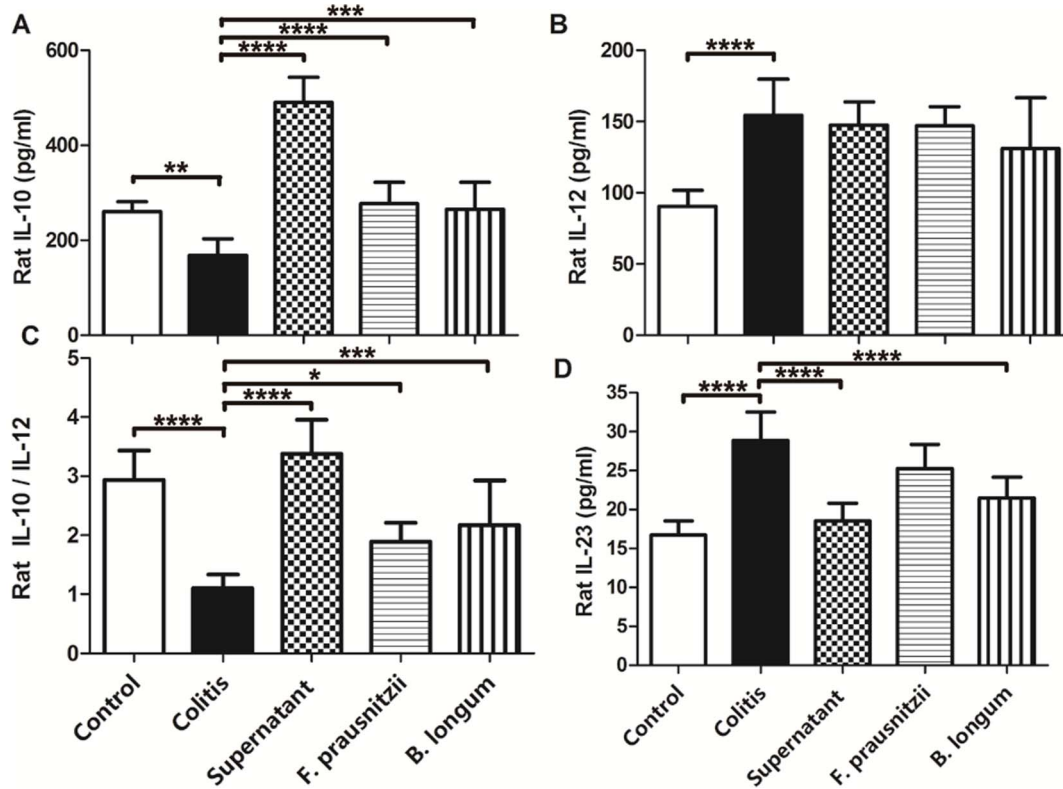 A
Rat IL-10 (pg/ml)
600
400
200
0
**
****
****
***
B
Rat IL-12 (pg/ml)
200
150
100
50
0
****
C
Rat IL-10 / IL-12
5
4
3
2
1
0
****
****
*
***
Control
Colitis
Supernatant
F. prausnitzii
B. longum
D
Rat IL-23 (pg/ml)
35
30
25
20
15
10
5
0
****
****
****
Control
Colitis
Supernatant
F. prausnitzii
B. longum